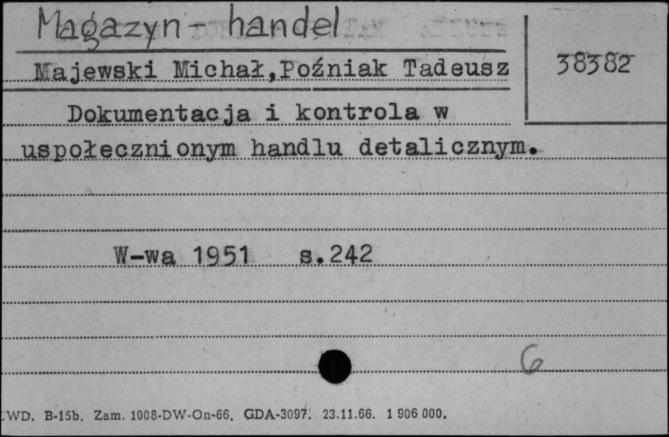 Magazyn - handel
Majewski Michał,Poźniak Tadeusz
38382
Dokumentacja i kontrola w
uspołecznionym handlu detalicznym.
W-wa 1951 s.242
6
WD. B-15b. Zam. 1008-DW-On-66. GDA-3097. 23.11.66. 1 906 000.